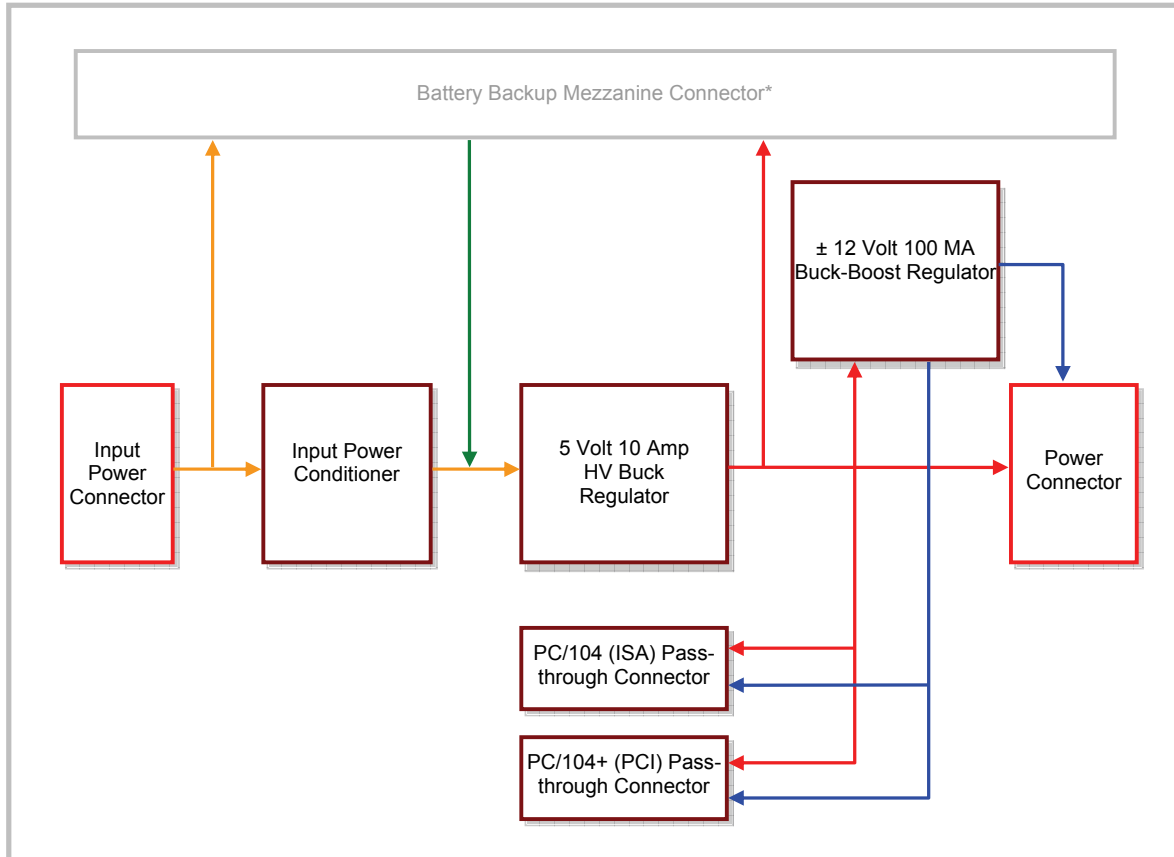 Battery Backup Mezzanine Connector*
± 12 Volt 100 MA
Buck-Boost Regulator
Input
Power
Connector
Input Power
Conditioner
5 Volt 10 Amp
HV Buck
Regulator
Power
Connector
PC/104 (ISA) Pass-
through Connector
PC/104+ (PCI) Pass-
through Connector